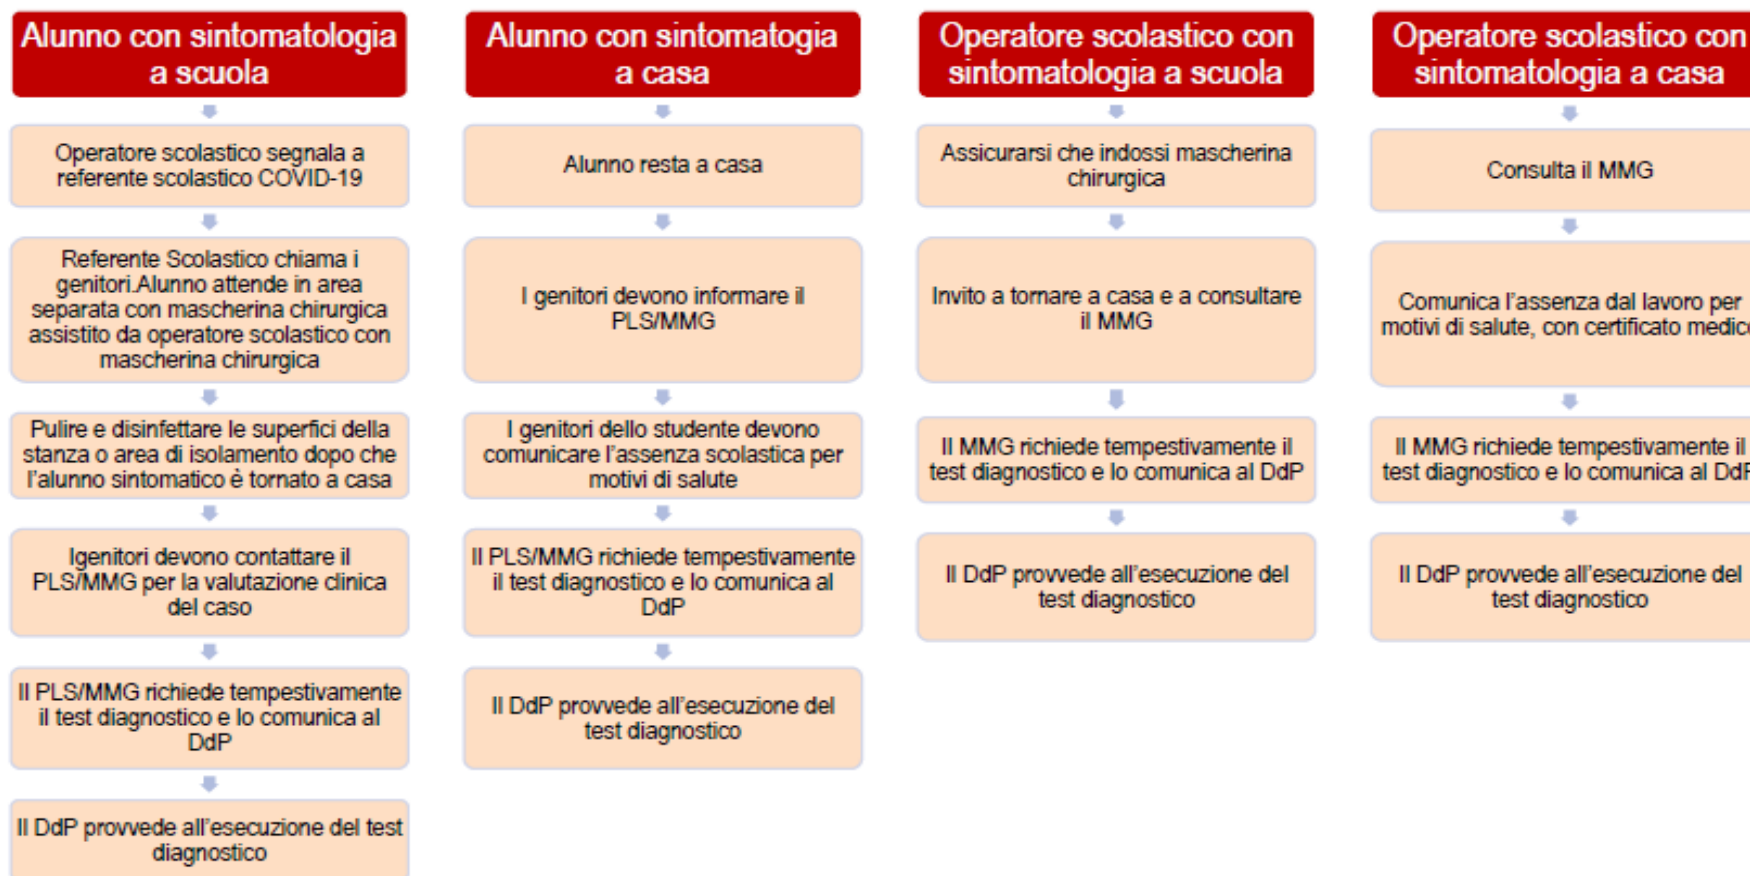 Alunno con sintomatologia
a scuola
Operatore scolastico segnala a
referente scolastico COVID-19
Referente Scolastico chiama i
genitori.Alunno attende in area
separata con mascherina chirurgica
assistito da operatore scolastico con
mascherina chirurgica
Pulire e disinfettare le superfici della
stanza o area di isolamento dopo che
l'alunno sintomatico è tornato a casa
Igenitori devono contattare il
PLS/MMG per la valutazione clinica
del caso
Il PLS/MMG richiede tempestivamente
il test diagnostico e lo comunica al
DdP
Il DdP provvede all'esecuzione del test
diagnostico
Alunno con sintomatogia
a casa
Alunno resta a casa
I genitori devono informare il
PLS/MMG
I genitori dello studente devono
comunicare l'assenza scolastica per
motivi di salute
Il PLS/MMG richiede tempestivamente
il test diagnostico e lo comunica al
DdP
Il DdP provvede all'esecuzione del
test diagnostico
Operatore scolastico con
sintomatologia a scuola
Assicurarsi che indossi mascherina
chirurgica
Invito a tornare a casa e a consultare
il MMG
Il MMG richiede tempestivamente il
test diagnostico e lo comunica al DdP
Il DdP provvede all'esecuzione del
test diagnostico
Operatore scolastico con
sintomatologia a casa
Consulta il MMG
Comunica l'assenza dal lavoro per
motivi di salute, con certificato medico
Il MMG richiede tempestivamente il
test diagnostico e lo comunica al DdP
Il DdP provvede all'esecuzione del
test diagnostico